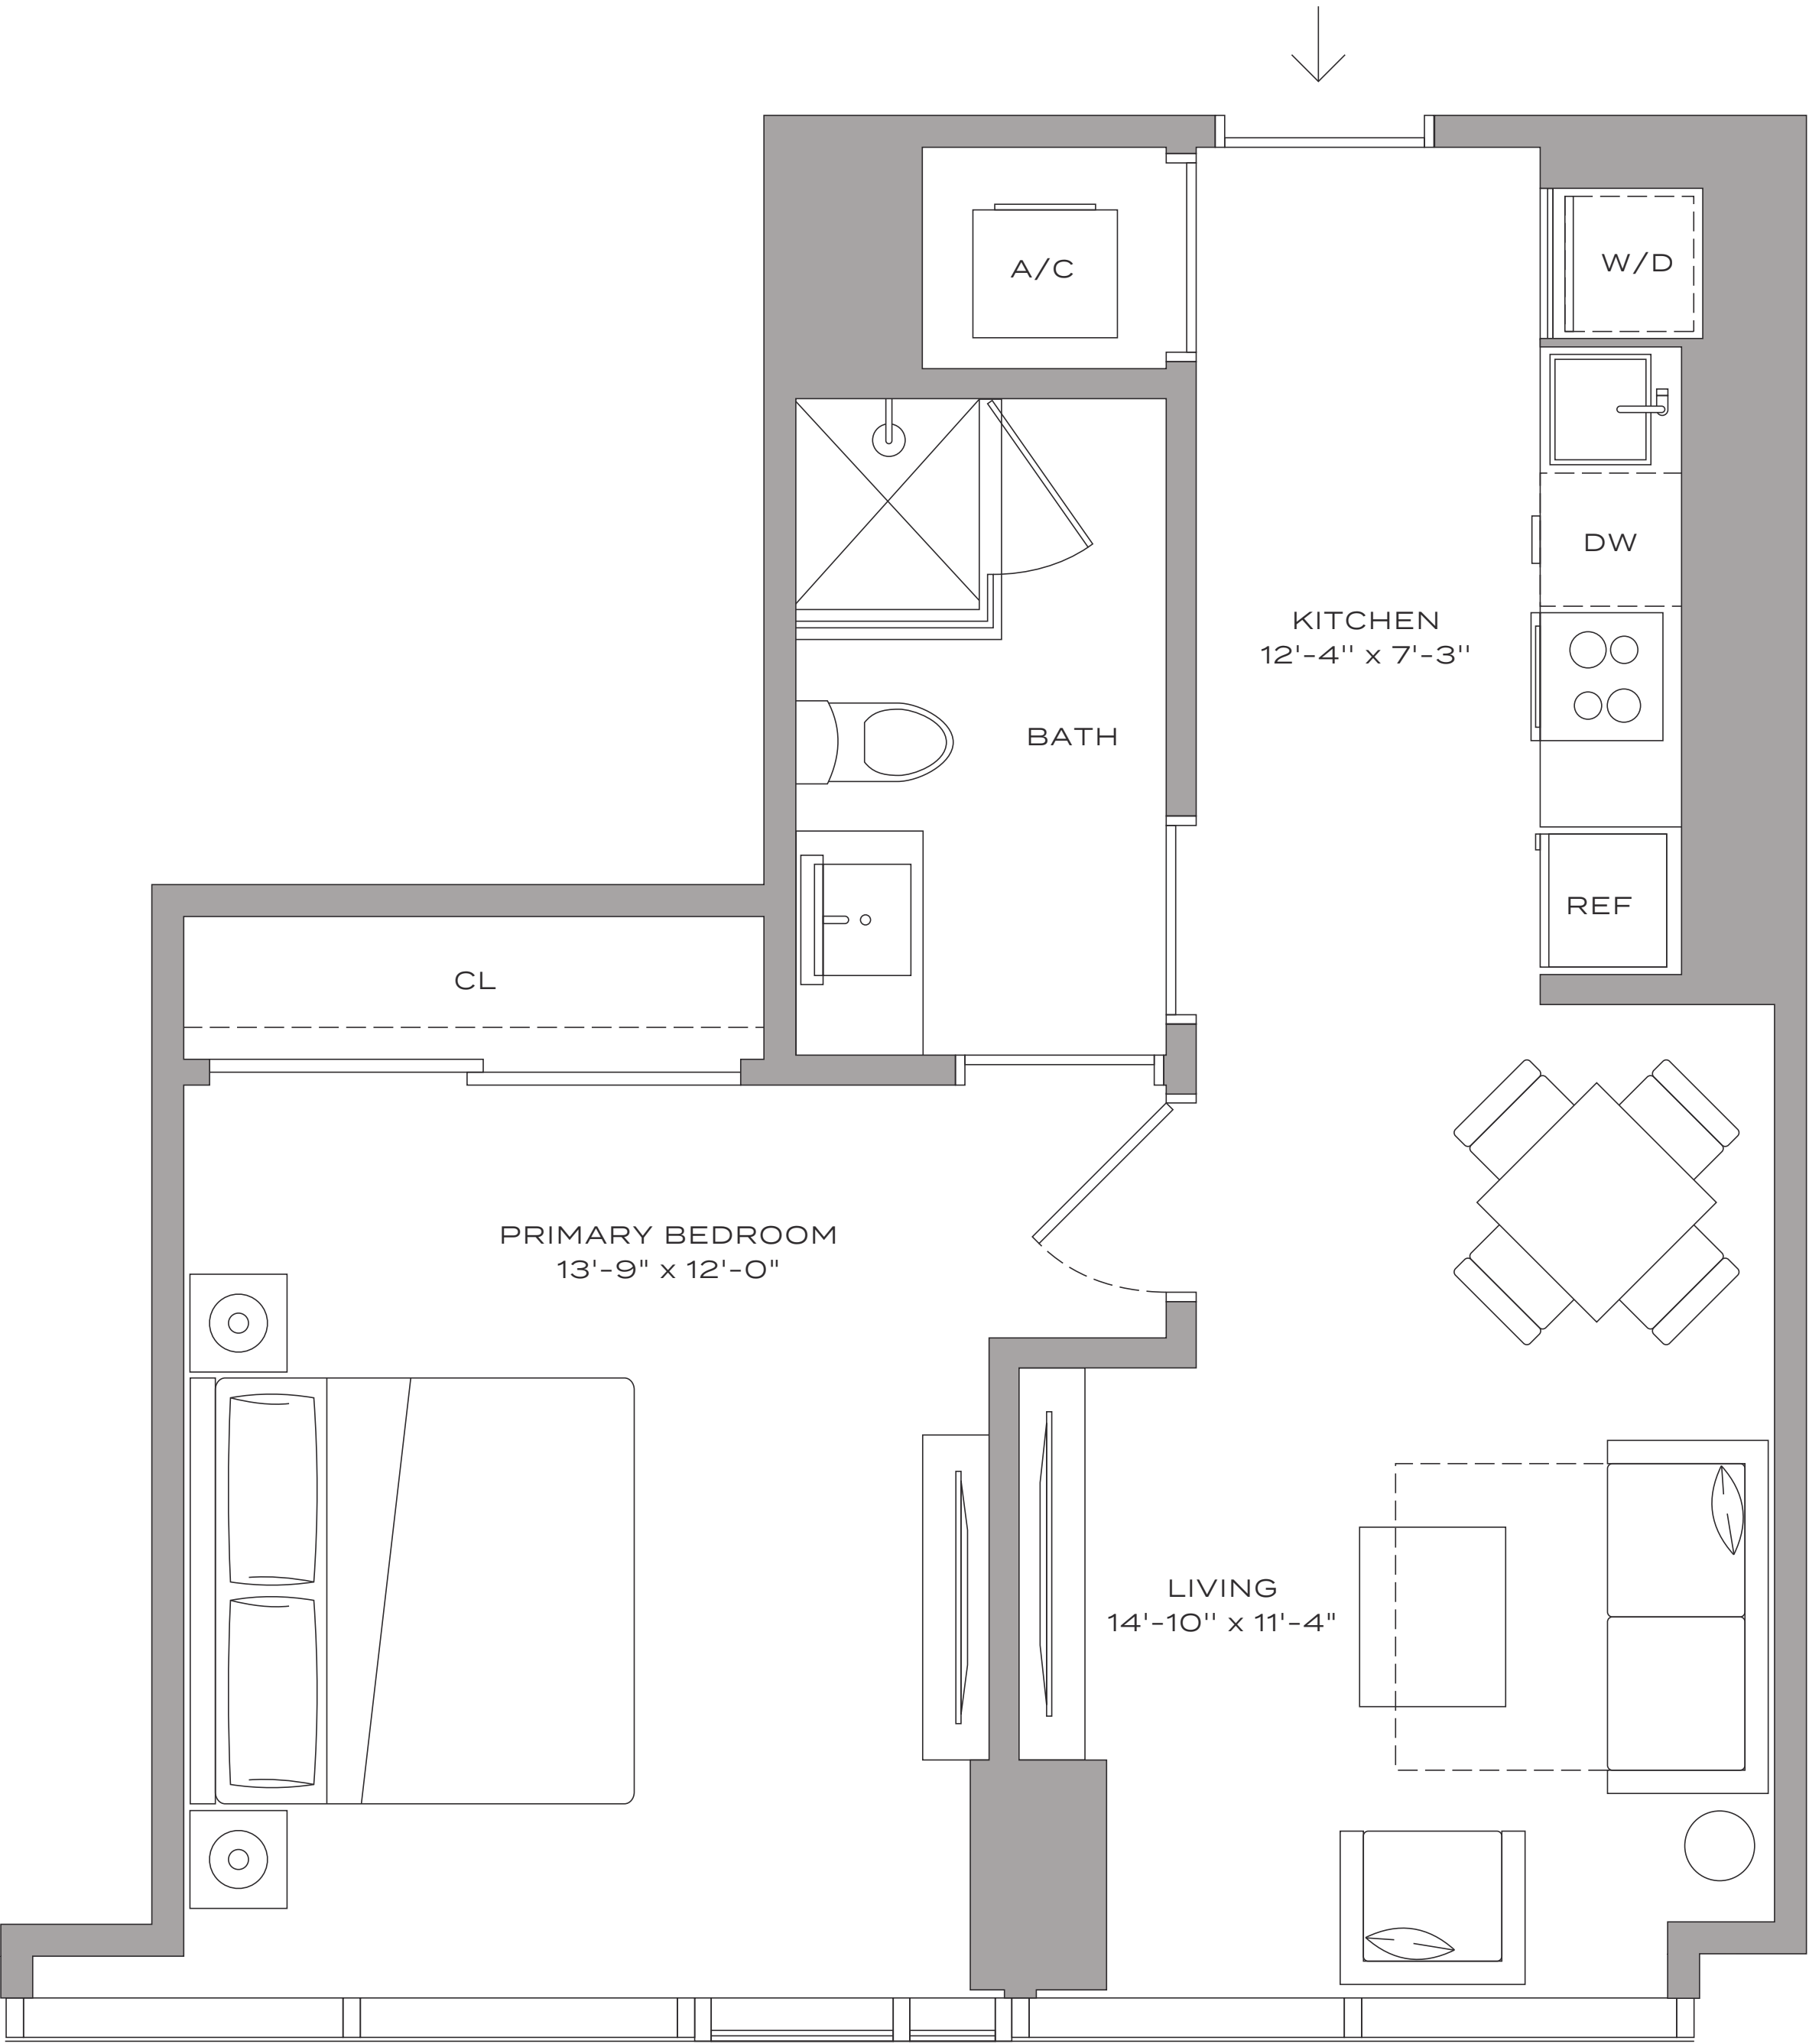 A/C
W/D
DW
KITCHEN
12'-4" x 7'-3"
BATH
REF
CL
PRIMARY BEDROOM
13'-9" x 12'-0"
LIVING
14'-10" x 11'-4"